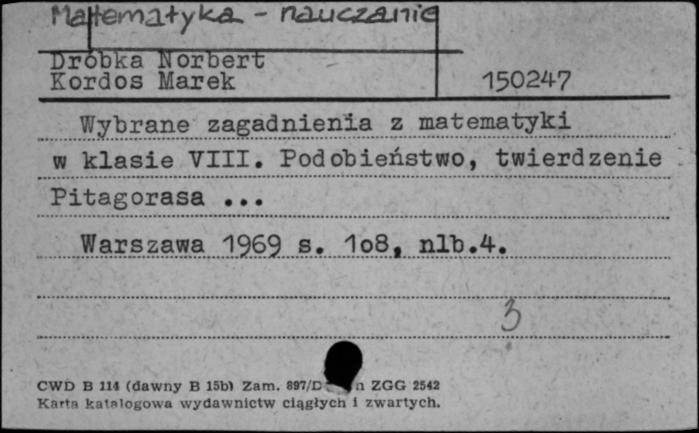 Matematyka - nauczanie
Dróbka Norbert
Kordos Marek
150247
Wybrane zagadnienia z matematyki
w klasie VIII. Podobieństwo, twierdzenie
Pitagorasa ...
Warszawa 1969 s. 1o8, nlb.4.
3
CWD B 114 (dawny B 15b) Zam. 897/D n ZGG 2542
Karta katalogowa wydawnictw ciągłych i zwartych.